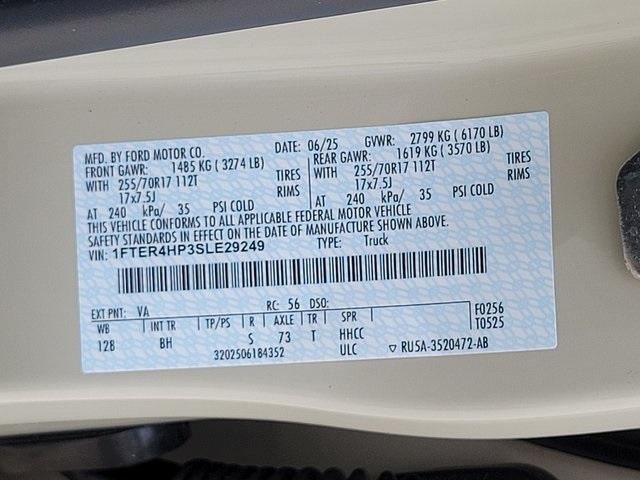 MFD. BY FORD MOTOR CO. DATE: 06/25 GVWR: 2799 KG ( 6170 LB)
FRONT GAWR: 1485 KG ( 3274 LB) REAR GAWR: 1619 KG ( 3570 LB)
WITH 255/70R17 112T TIRES WITH 255/70R17 112T TIRES
17x7.5J RIMS 17x7.5J RIMS
AT 240 kPa/ 35 PSI COLD AT 240 kPa/ 35 PSI COLD
THIS VEHICLE CONFORMS TO ALL APPLICABLE FEDERAL MOTOR VEHICLE
SAFETY STANDARDS IN EFFECT ON THE DATE OF MANUFACTURE SHOWN ABOVE.
VIN: 1FTER4HP3SLE29249 TYPE: Truck
EXT PNT: VA RC: 56 DSO:
WB INT TR TP/PS R AXLE TR SPR F0256
128 BH S 73 T HHCC T0525
3202506184352 ULC ▽ RU5A-3520472-AB